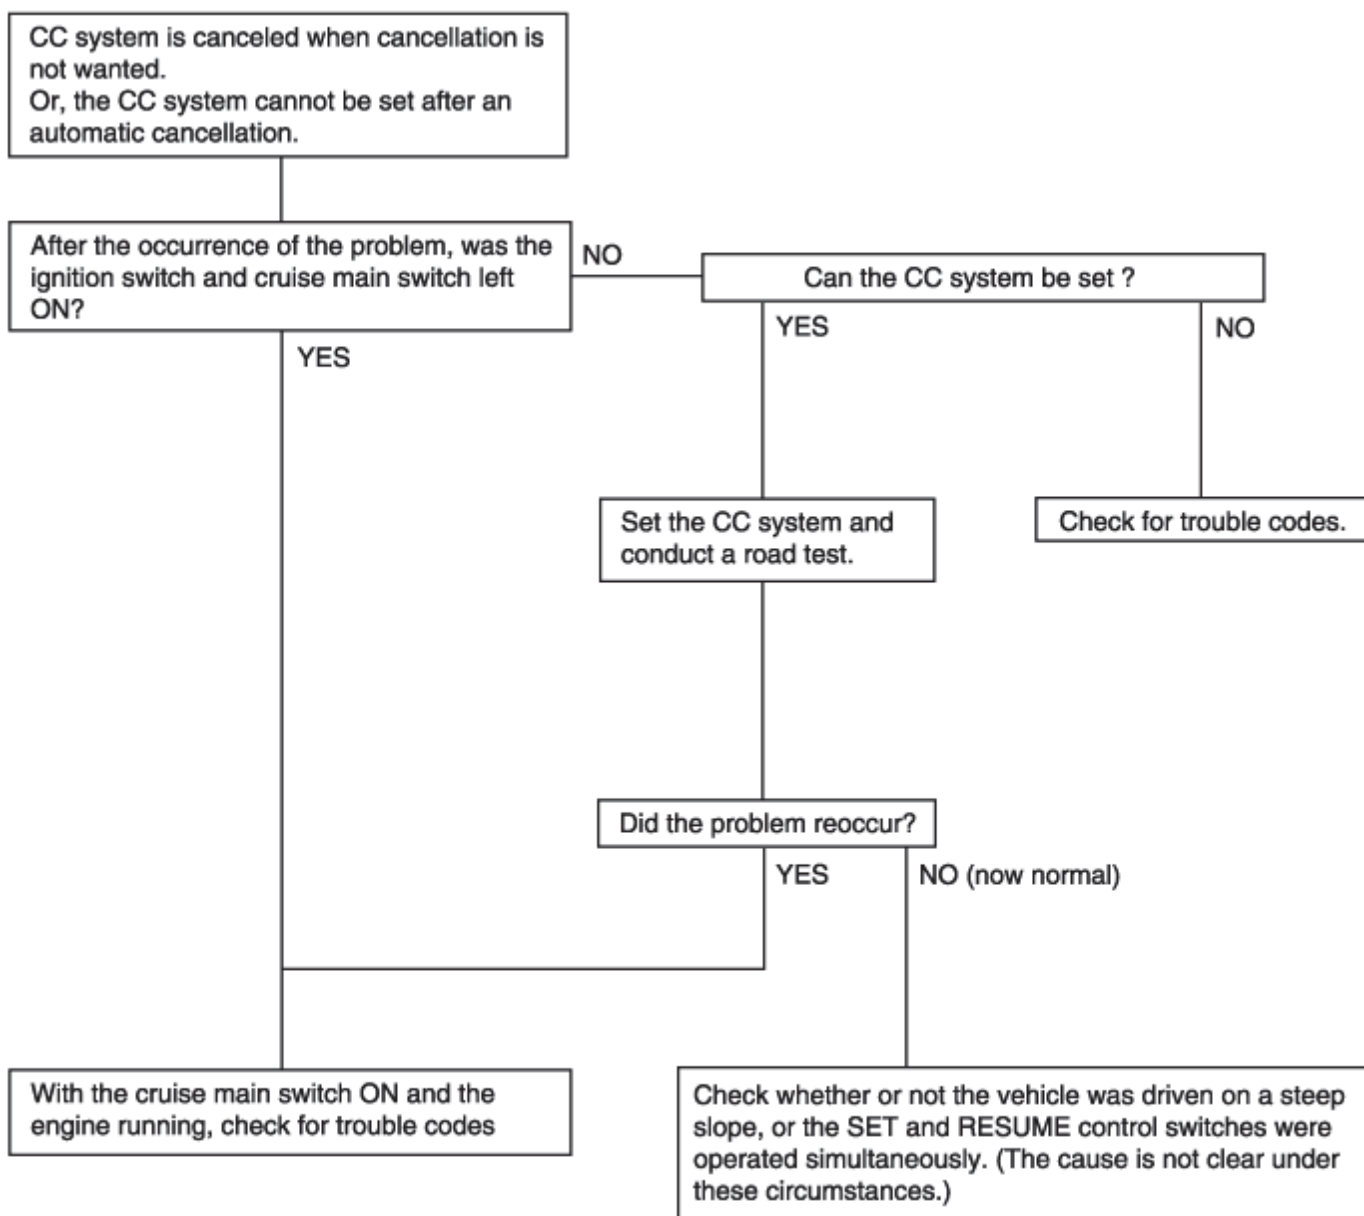 CC system is canceled when cancellation is
not wanted.
Or, the CC system cannot be set after an
automatic cancellation.
After the occurrence of the problem, was the
ignition switch and cruise main switch left
ON?
NO
Can the CC system be set ?
YES
YES
NO
Set the CC system and
conduct a road test.
Check for trouble codes.
Did the problem reoccur?
YES
NO (now normal)
With the cruise main switch ON and the
engine running, check for trouble codes
Check whether or not the vehicle was driven on a steep
slope, or the SET and RESUME control switches were
operated simultaneously. (The cause is not clear under
these circumstances.)